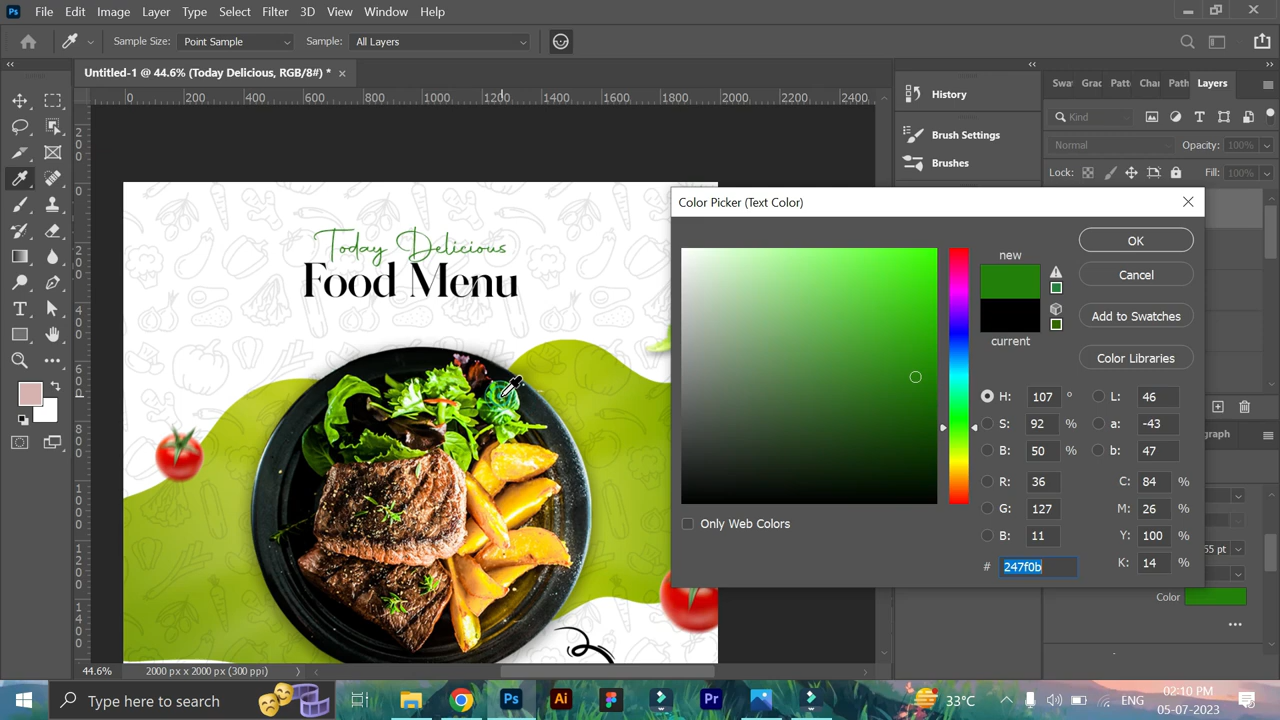 Ps File Edit Image Layer Type Select Filter 3D View Window Help
Sample Size: Point Sample Sample: All Layers
Untitled-1 @ 44.6% (Today Delicious, RGB/8#) * ×
0 200 400 600 800 1000 1200 1400 1600 1800 2000 2200 2400
Today Delicious
Food Menu
History
Brush Settings
Brushes
Layers
Kind
Normal Opacity: 100%
Lock: Fill: 100%
Color Picker (Text Color)
new
current
OK
Cancel
Add to Swatches
Color Libraries
H: 107 ° L: 46
S: 92 % a: -43
B: 50 % b: 47
R: 36 C: 84 %
G: 127 M: 26 %
B: 11 Y: 100 %
# 247f0b K: 14 %
Only Web Colors
Color
44.6% 2000 px x 2000 px (300 ppi)
Type here to search
Ps Ai Pr
33°C
ENG
02:10 PM
05-07-2023